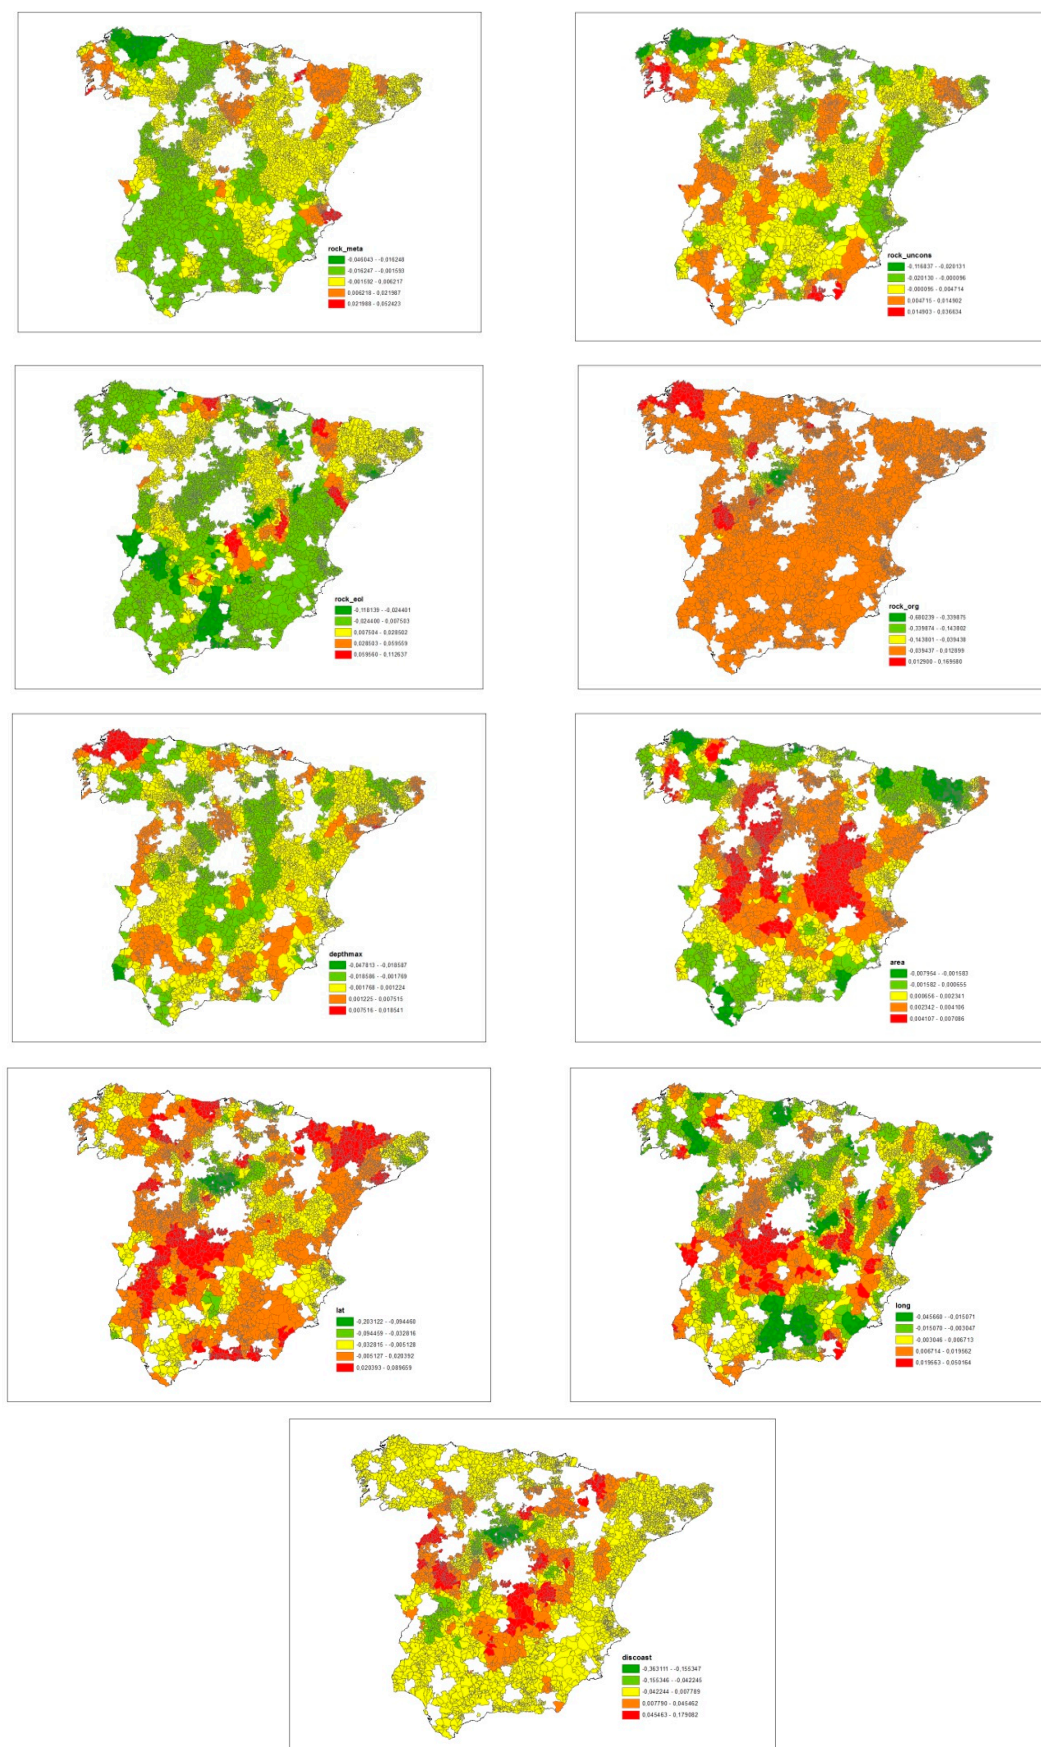 rock_meta
-0,046043 - -0,016248
-0,016247 - -0,001593
-0,001592 - 0,006217
0,006218 - 0,021987
0,021988 - 0,052423
rock_uncons
-0,116837 - -0,020131
-0,020130 - -0,000096
-0,000095 - 0,004714
0,004715 - 0,014902
0,014903 - 0,036634
rock_eol
-0,118139 - -0,024401
-0,024400 - 0,007503
0,007504 - 0,028502
0,028503 - 0,059559
0,059560 - 0,112637
rock_org
-0,680239 - -0,339875
-0,339874 - -0,143802
-0,143801 - -0,039438
-0,039437 - 0,012899
0,012900 - 0,169580
depthmax
-0,047813 - -0,018587
-0,018586 - -0,001769
-0,001768 - 0,001224
0,001225 - 0,007515
0,007516 - 0,018541
area
-0,007954 - -0,001583
-0,001582 - 0,000655
0,000656 - 0,002341
0,002342 - 0,004106
0,004107 - 0,007086
lat
-0,203122 - -0,094460
-0,094459 - -0,032816
-0,032815 - -0,005128
-0,005127 - 0,020392
0,020393 - 0,089659
long
-0,045660 - -0,015071
-0,015070 - -0,003047
-0,003046 - 0,006713
0,006714 - 0,019562
0,019563 - 0,050164
discoast
-0,363111 - -0,155347
-0,155346 - -0,042245
-0,042244 - 0,007789
0,007790 - 0,045462
0,045463 - 0,179082